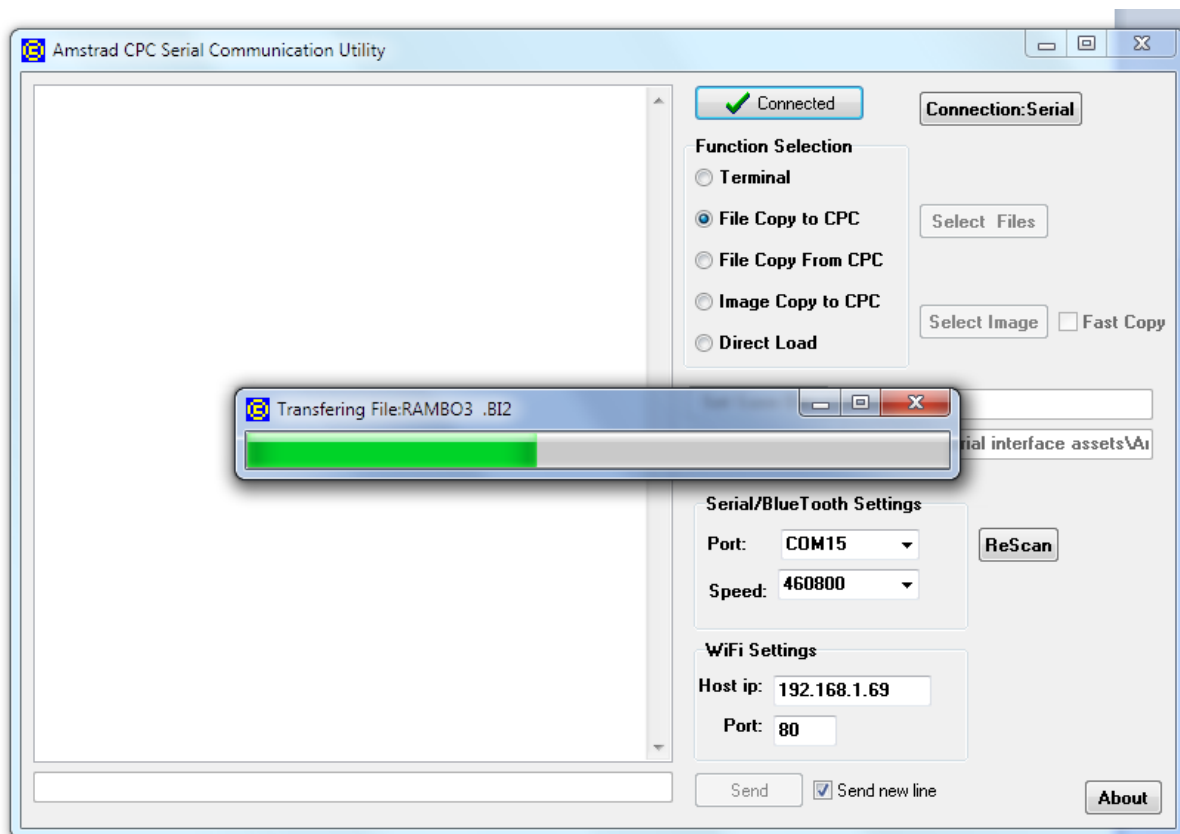 Amstrad CPC Serial Communication Utility
Connected
Connection:Serial
Function Selection
Terminal
File Copy to CPC
Select Files
File Copy From CPC
Image Copy to CPC
Select Image
Fast Copy
Direct Load
Transfering File:RAMBO3 .BI2
rial interface assets\Ar
Serial/BlueTooth Settings
Port: COM15
ReScan
Speed: 460800
WiFi Settings
Host ip: 192.168.1.69
Port: 80
Send
Send new line
About